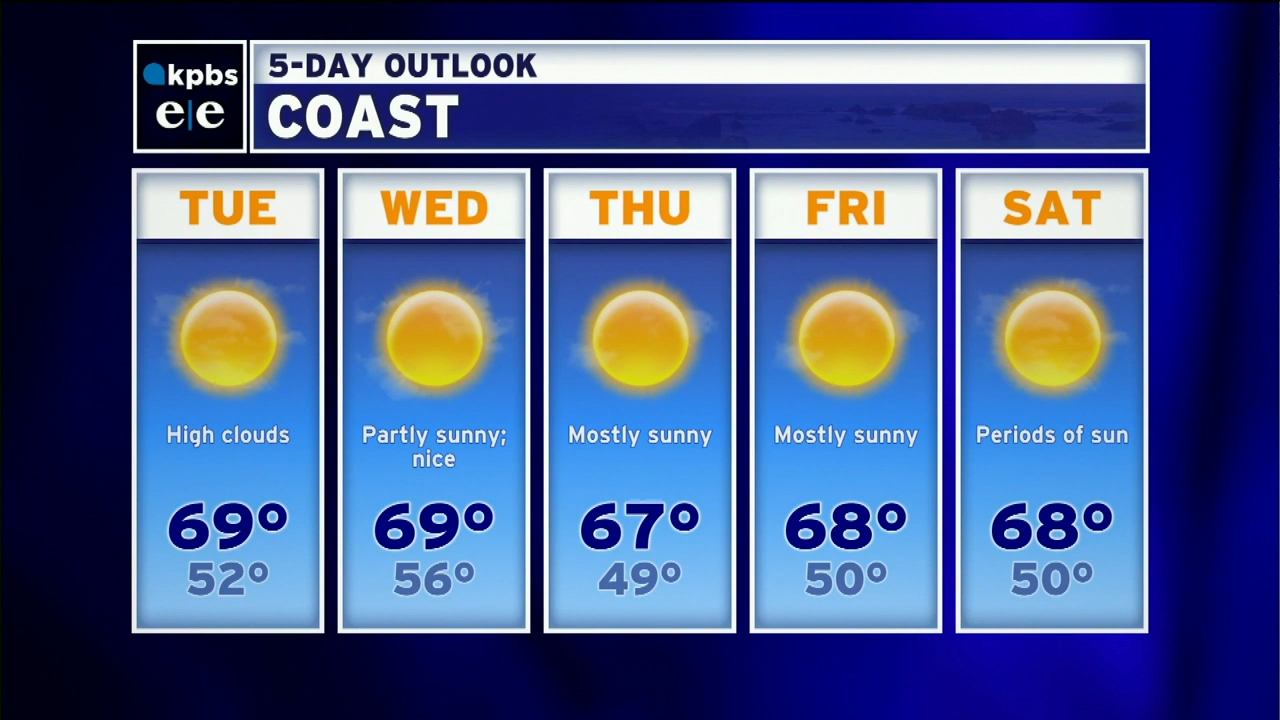 kpbs
e|e
5-DAY OUTLOOK
COAST
TUE
High clouds
69°
52°
WED
Partly sunny;
nice
69°
56°
THU
Mostly sunny
67°
49°
FRI
Mostly sunny
68°
50°
SAT
Periods of sun
68°
50°